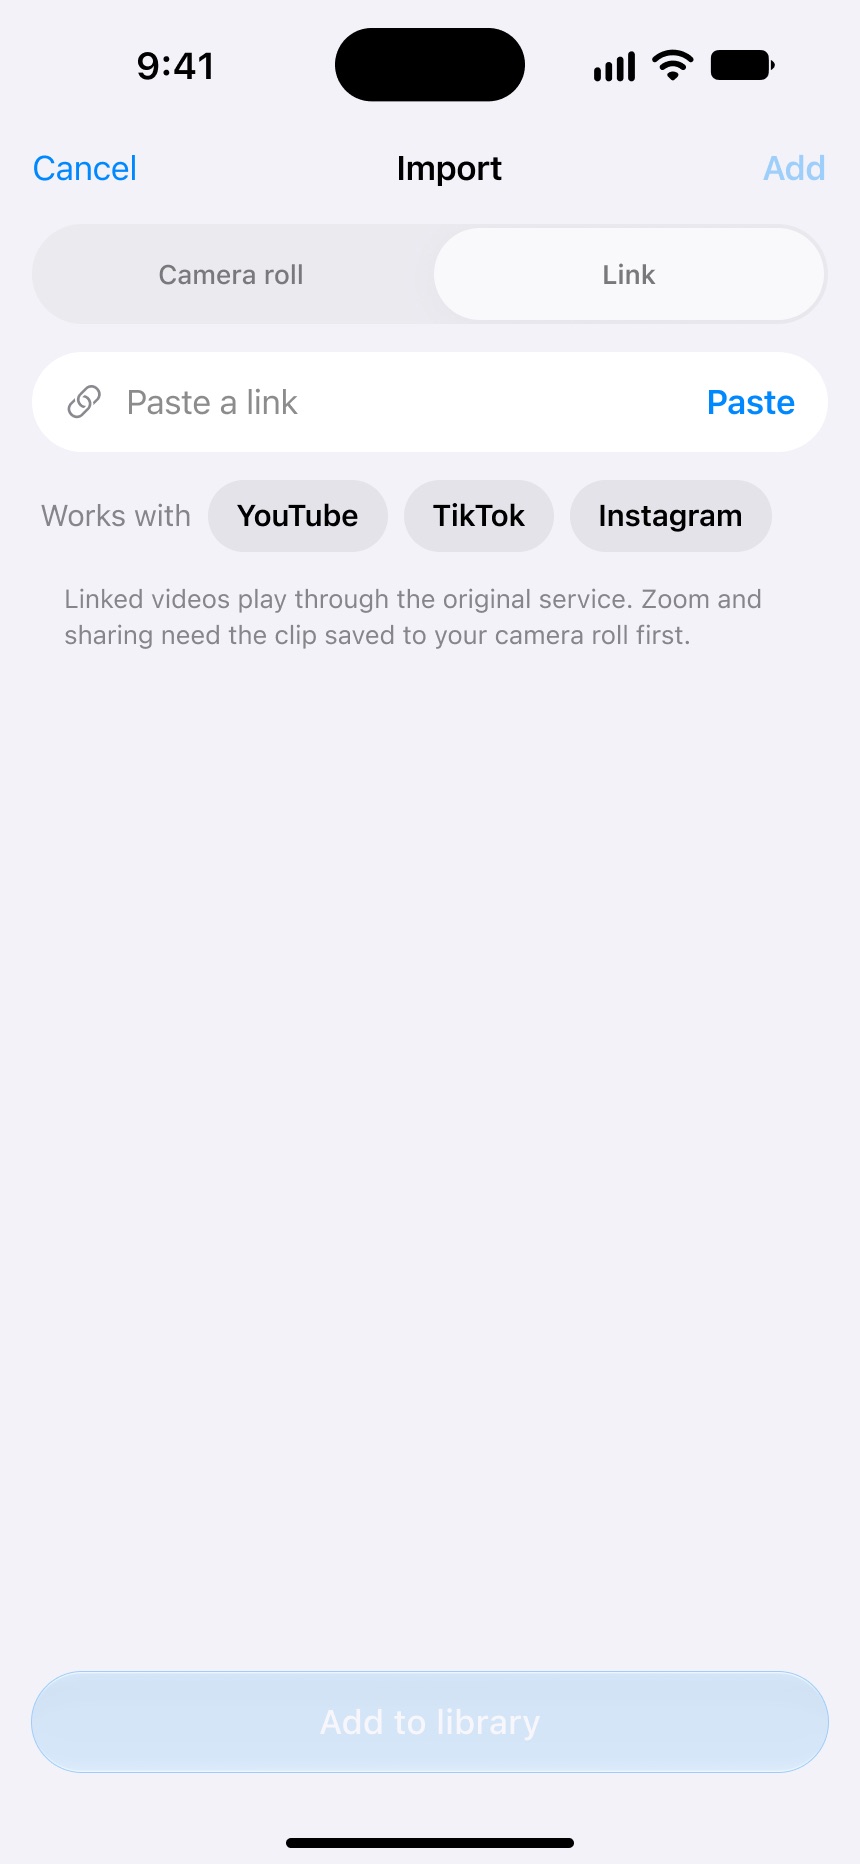 9:41
Cancel Import Add
Camera roll Link
Paste a link Paste
Works with YouTube TikTok Instagram
Linked videos play through the original service. Zoom and
sharing need the clip saved to your camera roll first.
Add to library